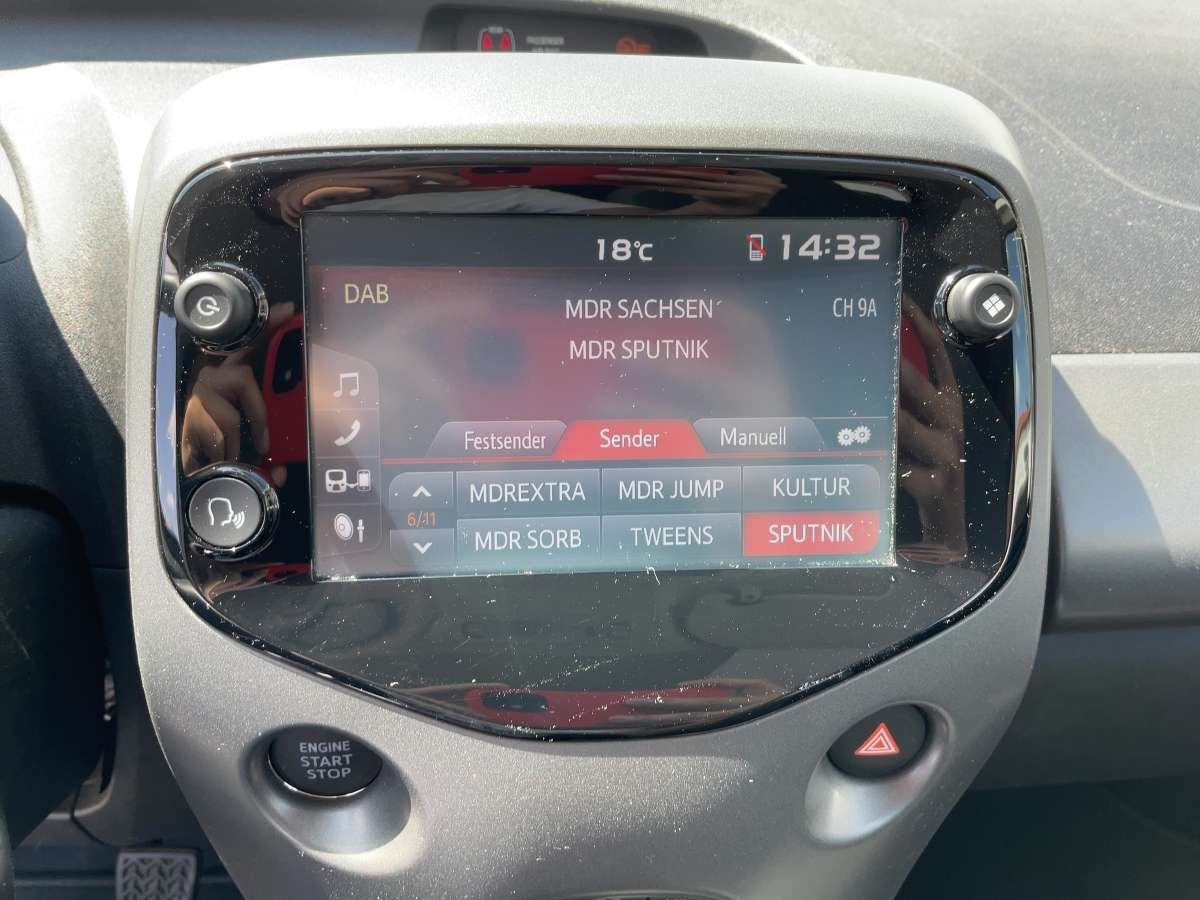 18°C
14:32
DAB
MDR SACHSEN
CH 9A
MDR SPUTNIK
Festsender
Sender
Manuell
MDREXTRA
MDR JUMP
KULTUR
6/11
MDR SORB
TWEENS
SPUTNIK
ENGINE
START
STOP